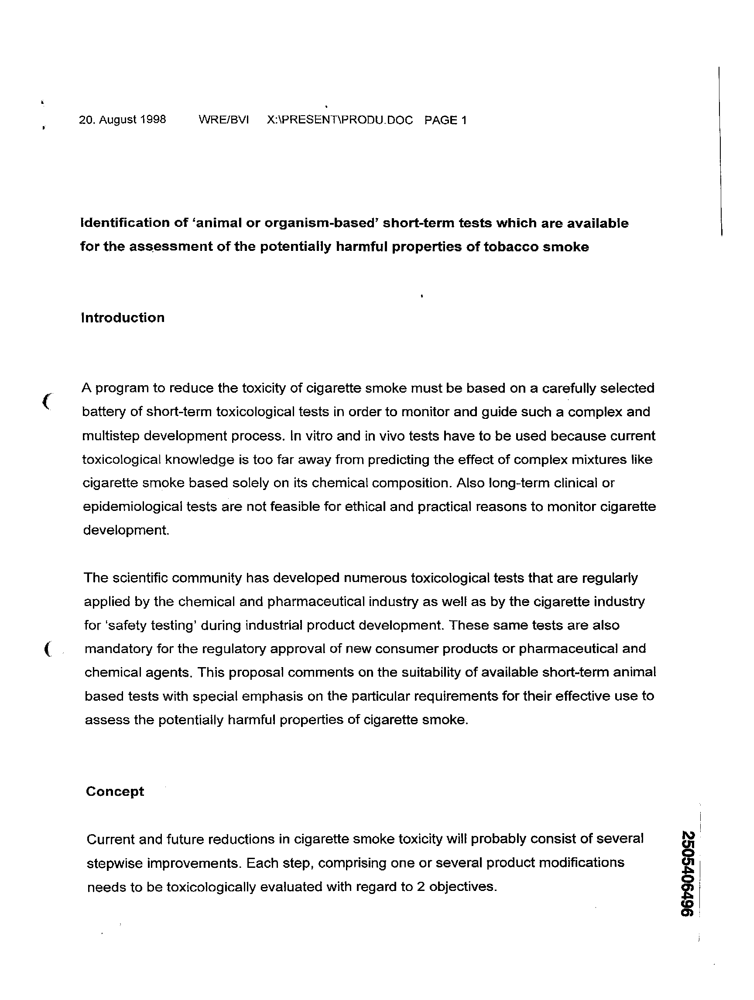 20. August 1998 WRE/BVI X:\PRESENT\PRODU.DOC PAGE 1
Identification of 'animal or organism-based' short-term tests which are available
for the assessment of the potentially harmful properties of tobacco smoke
Introduction
A program to reduce the toxicity of cigarette smoke must be based on a carefully selected
battery of short-term toxicological tests in order to monitor and guide such a complex and
multistep development process. In vitro and in vivo tests have to be used because current
toxicological knowledge is too far away from predicting the effect of complex mixtures like
cigarette smoke based solely on its chemical composition. Also long-term clinical or
epidemiological tests are not feasible for ethical and practical reasons to monitor cigarette
development.
The scientific community has developed numerous toxicological tests that are regularly
applied by the chemical and pharmaceutical industry as well as by the cigarette industry
for 'safety testing' during industrial product development. These same tests are also
mandatory for the regulatory approval of new consumer products or pharmaceutical and
chemical agents. This proposal comments on the suitability of available short-term animal
based tests with special emphasis on the particular requirements for their effective use to
assess the potentially harmful properties of cigarette smoke.
Concept
Current and future reductions in cigarette smoke toxicity will probably consist of several
stepwise improvements. Each step, comprising one or several product modifications
needs to be toxicologically evaluated with regard to 2 objectives.
2505406496